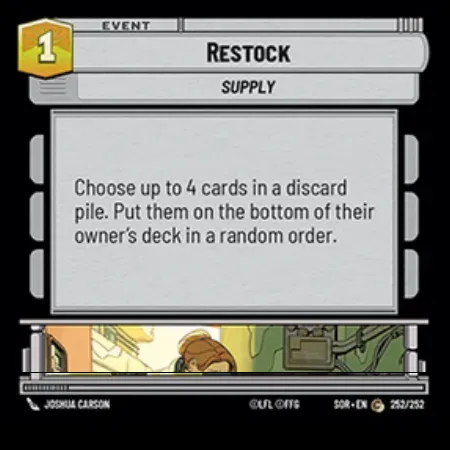 EVENT
1
RESTOCK
SUPPLY
Choose up to 4 cards in a discard
pile. Put them on the bottom of their
owner's deck in a random order.
JOSHUA CARSON ©LFL ©FFG SOR • EN C 252/252